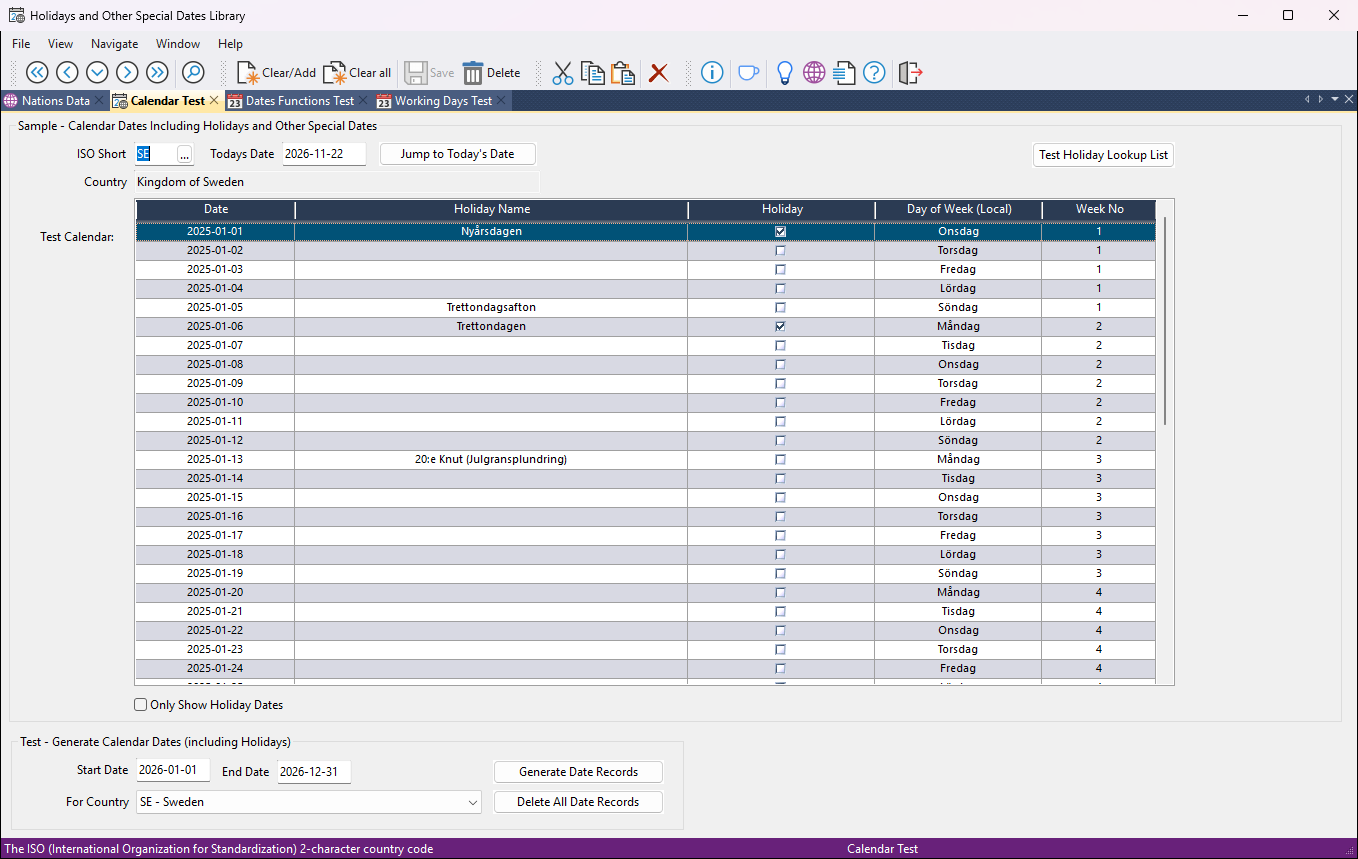 Holidays and Other Special Dates Library
File View Navigate Window Help
Clear/Add Clear all Save Delete
Nations Data Calendar Test 23 Dates Functions Test 23 Working Days Test
Sample - Calendar Dates Including Holidays and Other Special Dates
ISO Short SE ... Todays Date 2026-11-22 Jump to Today's Date Test Holiday Lookup List
Country Kingdom of Sweden
Test Calendar:
Date Holiday Name Holiday Day of Week (Local) Week No
2025-01-01 Nyårsdagen Onsdag 1
2025-01-02 Torsdag 1
2025-01-03 Fredag 1
2025-01-04 Lördag 1
2025-01-05 Trettondagsafton Söndag 1
2025-01-06 Trettondagen Måndag 2
2025-01-07 Tisdag 2
2025-01-08 Onsdag 2
2025-01-09 Torsdag 2
2025-01-10 Fredag 2
2025-01-11 Lördag 2
2025-01-12 Söndag 2
2025-01-13 20:e Knut (Julgransplundring) Måndag 3
2025-01-14 Tisdag 3
2025-01-15 Onsdag 3
2025-01-16 Torsdag 3
2025-01-17 Fredag 3
2025-01-18 Lördag 3
2025-01-19 Söndag 3
2025-01-20 Måndag 4
2025-01-21 Tisdag 4
2025-01-22 Onsdag 4
2025-01-23 Torsdag 4
2025-01-24 Fredag 4
Only Show Holiday Dates
Test - Generate Calendar Dates (including Holidays)
Start Date 2026-01-01 End Date 2026-12-31 Generate Date Records
For Country SE - Sweden Delete All Date Records
The ISO (International Organization for Standardization) 2-character country code Calendar Test